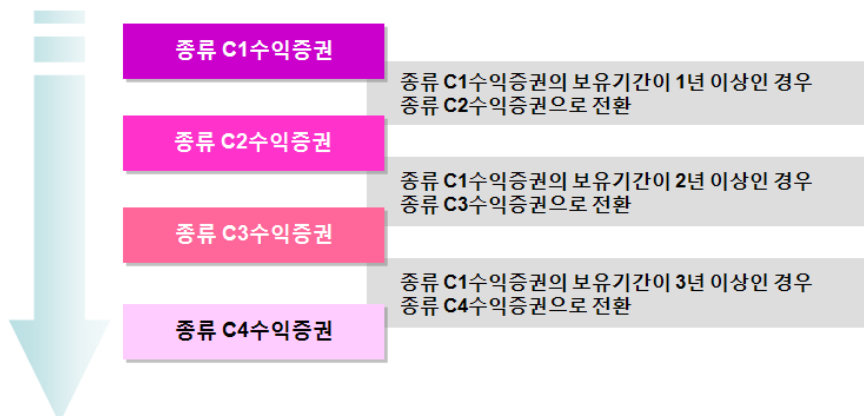 종류 C1수익증권
종류 C1수익증권의 보유기간이 1년 이상인 경우
종류 C2수익증권으로 전환
종류 C2수익증권
종류 C1수익증권의 보유기간이 2년 이상인 경우
종류 C3수익증권으로 전환
종류 C3수익증권
종류 C1수익증권의 보유기간이 3년 이상인 경우
종류 C4수익증권으로 전환
종류 C4수익증권